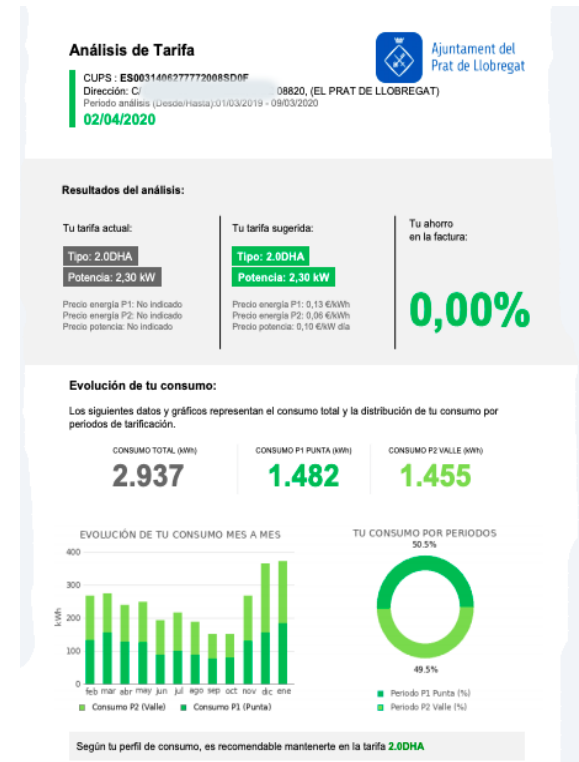 Análisis de Tarifa
Ajuntament del
Prat de Llobregat
CUPS : ES0031406277772008SD0F
Dirección: C/ 08820, (EL PRAT DE LLOBREGAT)
Periodo análisis (Desde/Hasta):01/03/2019 - 09/03/2020
02/04/2020
Resultados del análisis:
Tu tarifa actual:
Tipo: 2.0DHA
Potencia: 2,30 kW
Precio energía P1: No indicado
Precio energía P2: No indicado
Precio potencia: No indicado
Tu tarifa sugerida:
Tipo: 2.0DHA
Potencia: 2,30 kW
Precio energía P1: 0,13 €/kWh
Precio energía P2: 0,06 €/kWh
Precio potencia: 0,10 €/kW día
Tu ahorro
en la factura:
0,00%
Evolución de tu consumo:
Los siguientes datos y gráficos representan el consumo total y la distribución de tu consumo por
periodos de tarificación.
CONSUMO TOTAL (kWh)
2.937
CONSUMO P1 PUNTA (kWh)
1.482
CONSUMO P2 VALLE (kWh)
1.455
EVOLUCIÓN DE TU CONSUMO MES A MES
400
300
200
100
0
kWh
feb mar abr may jun jul ago sep oct nov dic ene
Consumo P2 (Valle) Consumo P1 (Punta)
TU CONSUMO POR PERIODOS
50.5%
49.5%
Periodo P1 Punta (%)
Periodo P2 Valle (%)
Según tu perfil de consumo, es recomendable mantenerte en la tarifa 2.0DHA